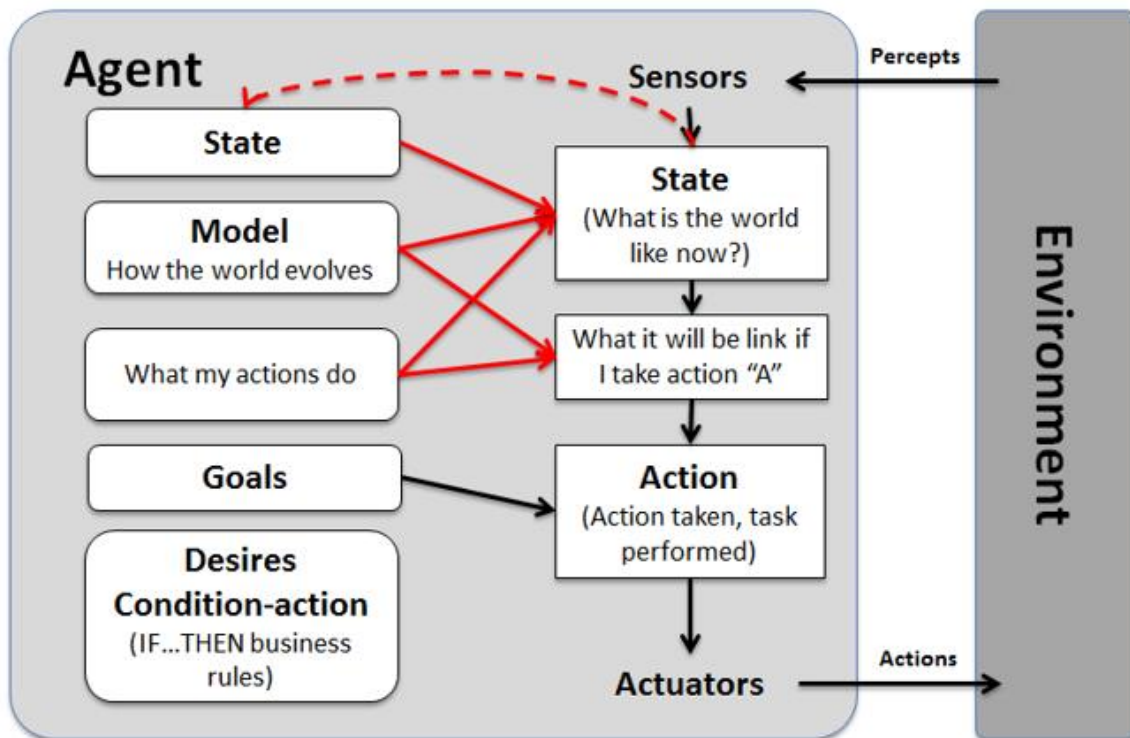 Agent
Sensors
Percepts
State
Model
How the world evolves
What my actions do
Goals
Desires
Condition-action
(IF...THEN business
rules)
State
(What is the world
like now?)
What it will be link if
I take action “A”
Action
(Action taken, task
performed)
Actuators
Actions
Environment